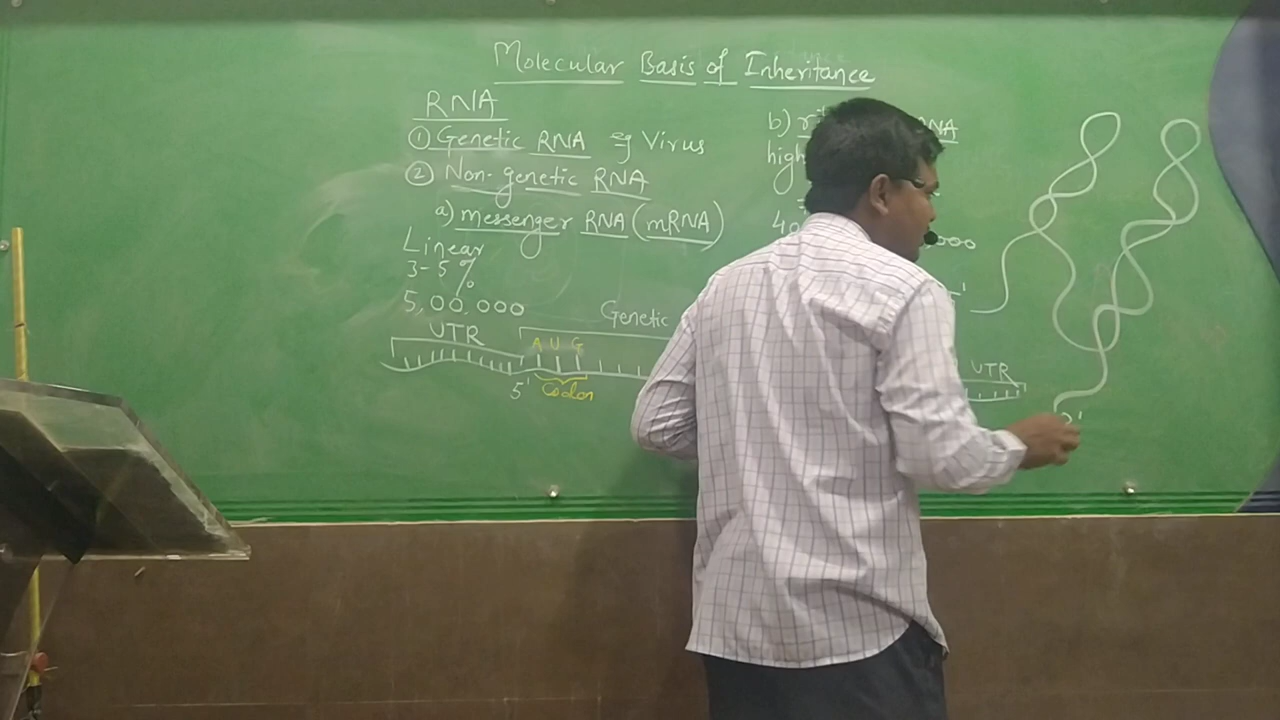 Molecular Basis of Inheritance
RNA
① Genetic RNA eg Virus
② Non-genetic RNA
a) messenger RNA (mRNA)
Linear
3-5 %
5,00,000
UTR
Genetic
A U G
5' Codon
b)
high
UTR